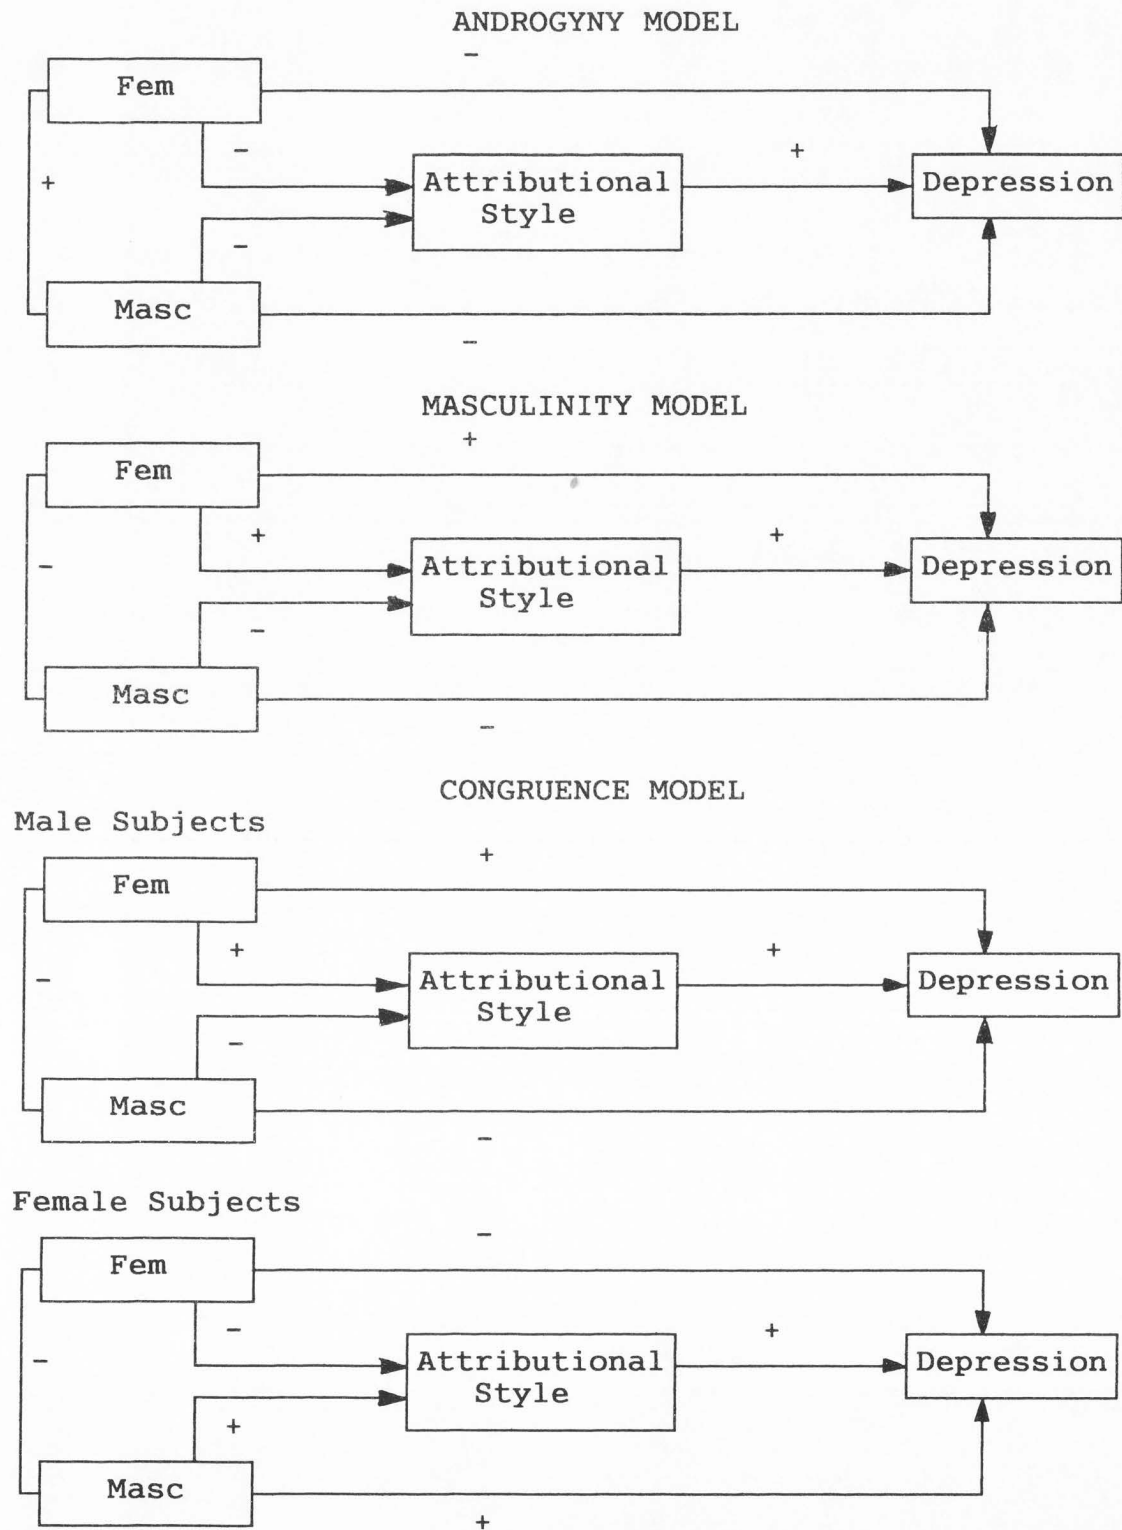 ANDROGYNY MODEL
−
Fem
−
+
+
Attributional
Style
Depression
−
Masc
−
MASCULINITY MODEL
+
Fem
+
+
−
Attributional
Style
Depression
−
Masc
−
CONGRUENCE MODEL
Male Subjects
+
Fem
+
+
−
Attributional
Style
Depression
−
Masc
−
Female Subjects
−
Fem
−
+
−
Attributional
Style
Depression
+
Masc
+